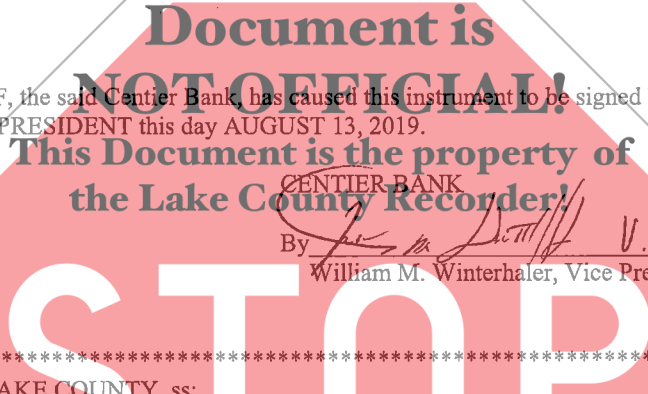 Document is
NOT OFFICIAL!
F, the said Centier Bank, has caused this instrument to be signed
PRESIDENT this day AUGUST 13, 2019.
This Document is the property of
the Lake County Recorder!
CENTIER BANK
By V.
William M. Winterhaler, Vice Pre
STOP
**********************************************************
LAKE COUNTY, ss: